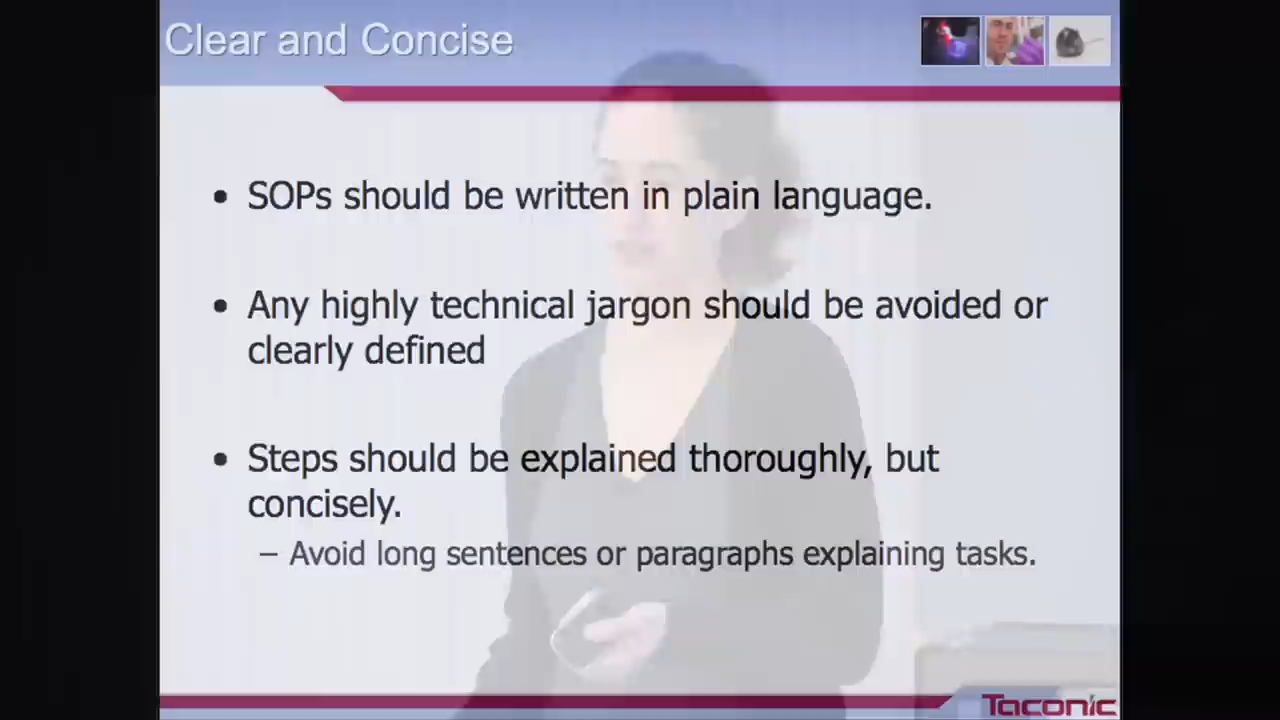 Clear and Concise
• SOPs should be written in plain language.
• Any highly technical jargon should be avoided or
clearly defined
• Steps should be explained thoroughly, but
concisely.
– Avoid long sentences or paragraphs explaining tasks.
Taconic